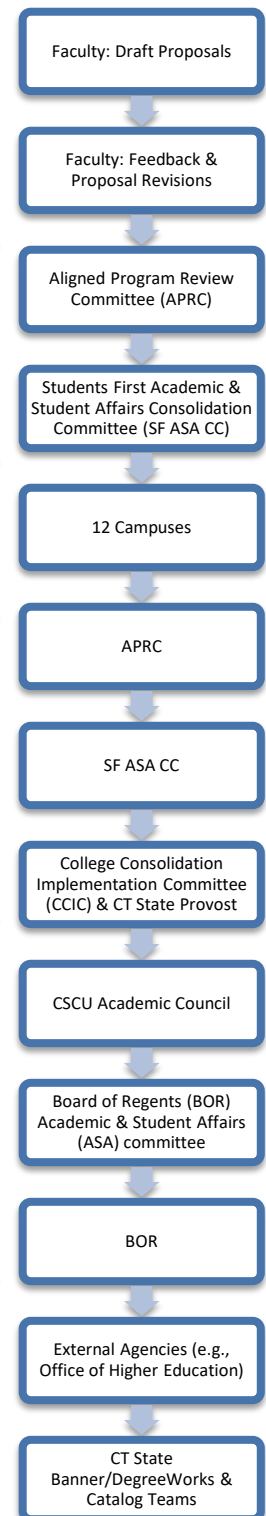 Faculty: Draft Proposals
Faculty: Feedback &
Proposal Revisions
Aligned Program Review
Committee (APRC)
Students First Academic &
Student Affairs Consolidation
Committee (SF ASA CC)
12 Campuses
APRC
SF ASA CC
College Consolidation
Implementation Committee
(CCIC) & CT State Provost
CSCU Academic Council
Board of Regents (BOR)
Academic & Student Affairs
(ASA) committee
BOR
External Agencies (e.g.,
Office of Higher Education)
CT State
Banner/DegreeWorks &
Catalog Teams